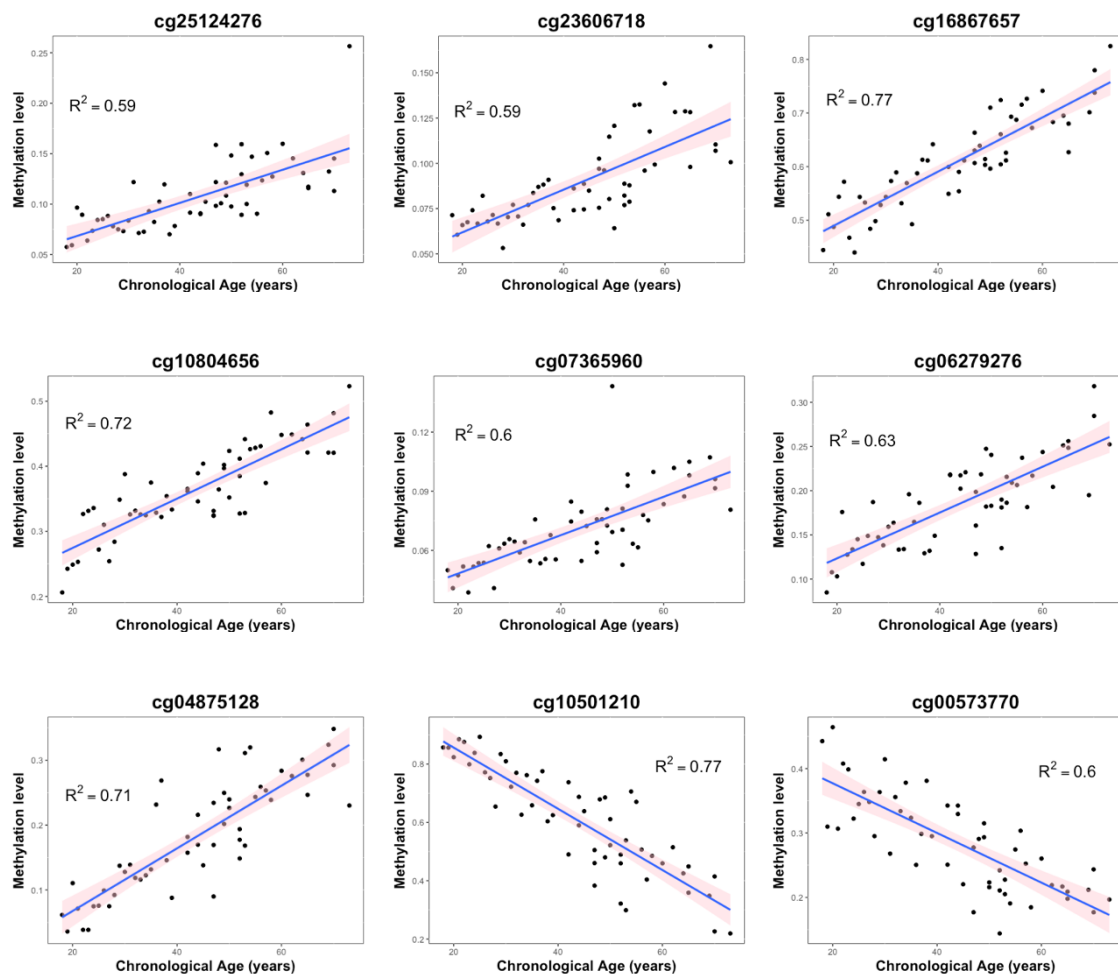 cg25124276
cg23606718
cg16867657
Methylation level
0.25
0.20
0.15
0.10
0.05
R² = 0.59
20 40 60
Chronological Age (years)
Methylation level
0.150
0.125
0.100
0.075
0.050
R² = 0.59
20 40 60
Chronological Age (years)
Methylation level
0.8
0.7
0.6
0.5
R² = 0.77
20 40 60
Chronological Age (years)
cg10804656
cg07365960
cg06279276
Methylation level
0.5
0.4
0.3
0.2
R² = 0.72
20 40 60
Chronological Age (years)
Methylation level
0.12
0.09
0.06
R² = 0.6
20 40 60
Chronological Age (years)
Methylation level
0.30
0.25
0.20
0.15
0.10
R² = 0.63
20 40 60
Chronological Age (years)
cg04875128
cg10501210
cg00573770
Methylation level
0.3
0.2
0.1
R² = 0.71
20 40 60
Chronological Age (years)
Methylation level
0.8
0.6
0.4
0.2
R² = 0.77
20 40 60
Chronological Age (years)
Methylation level
0.4
0.3
0.2
R² = 0.6
20 40 60
Chronological Age (years)